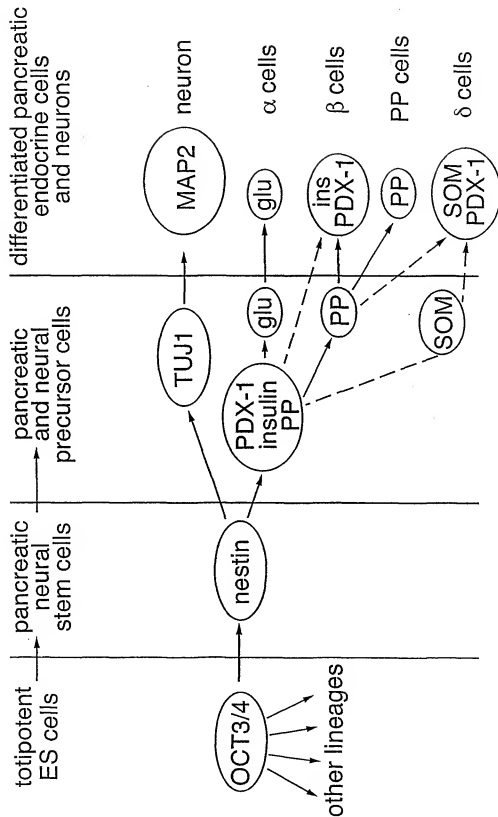 totipotent
ES cells
pancreatic
neural
stem cells
pancreatic
and neural
precursor cells
differentiated pancreatic
endocrine cells
and neurons
OCT3/4
other lineages
nestin
TUJ1
MAP2
neuron
PDX-1
insulin
PP
glu
glu
α cells
ins
PDX-1
β cells
PP
PP
PP cells
SOM
SOM
PDX-1
δ cells